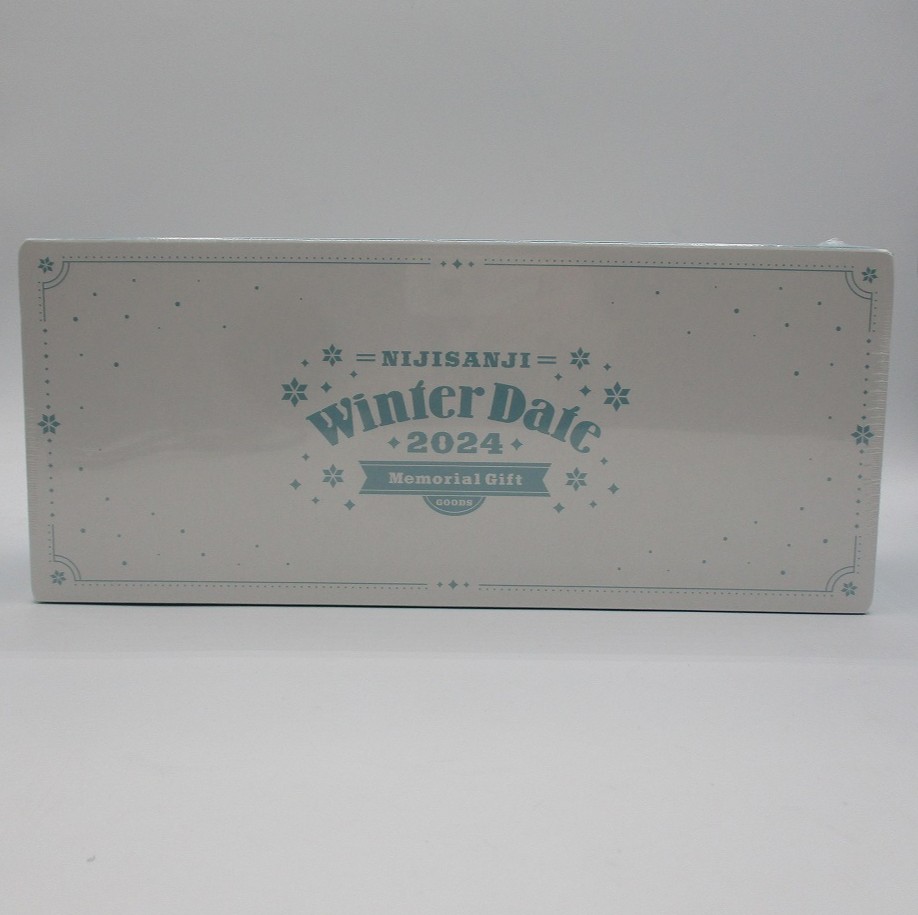 NIJISANJI
Winter Date
2024
Memorial Gift
GOODS